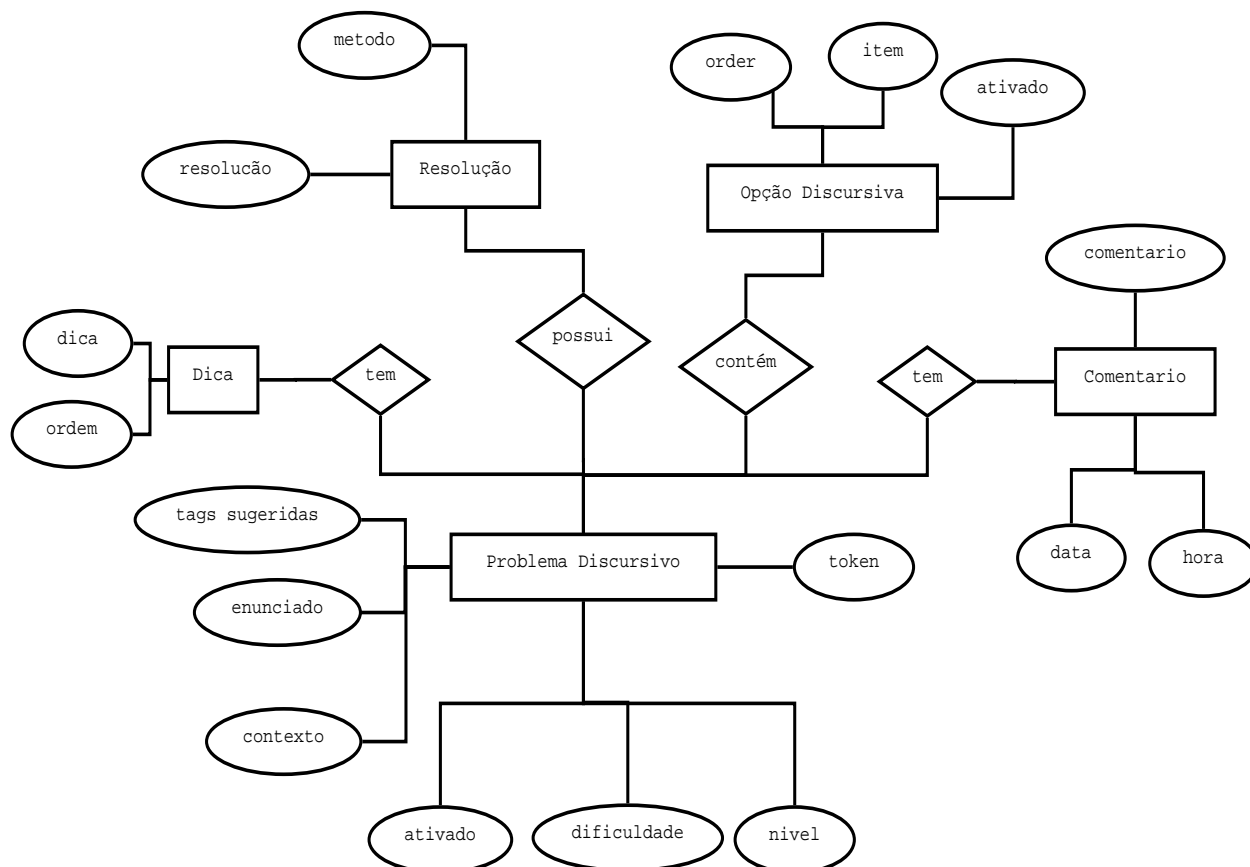 metodo
item
order
ativado
resolucão
Resolução
Opção Discursiva
comentario
dica
possui
contém
tem
Dica
tem
Comentario
ordem
tags sugeridas
Problema Discursivo
token
data
hora
enunciado
contexto
ativado
dificuldade
nivel